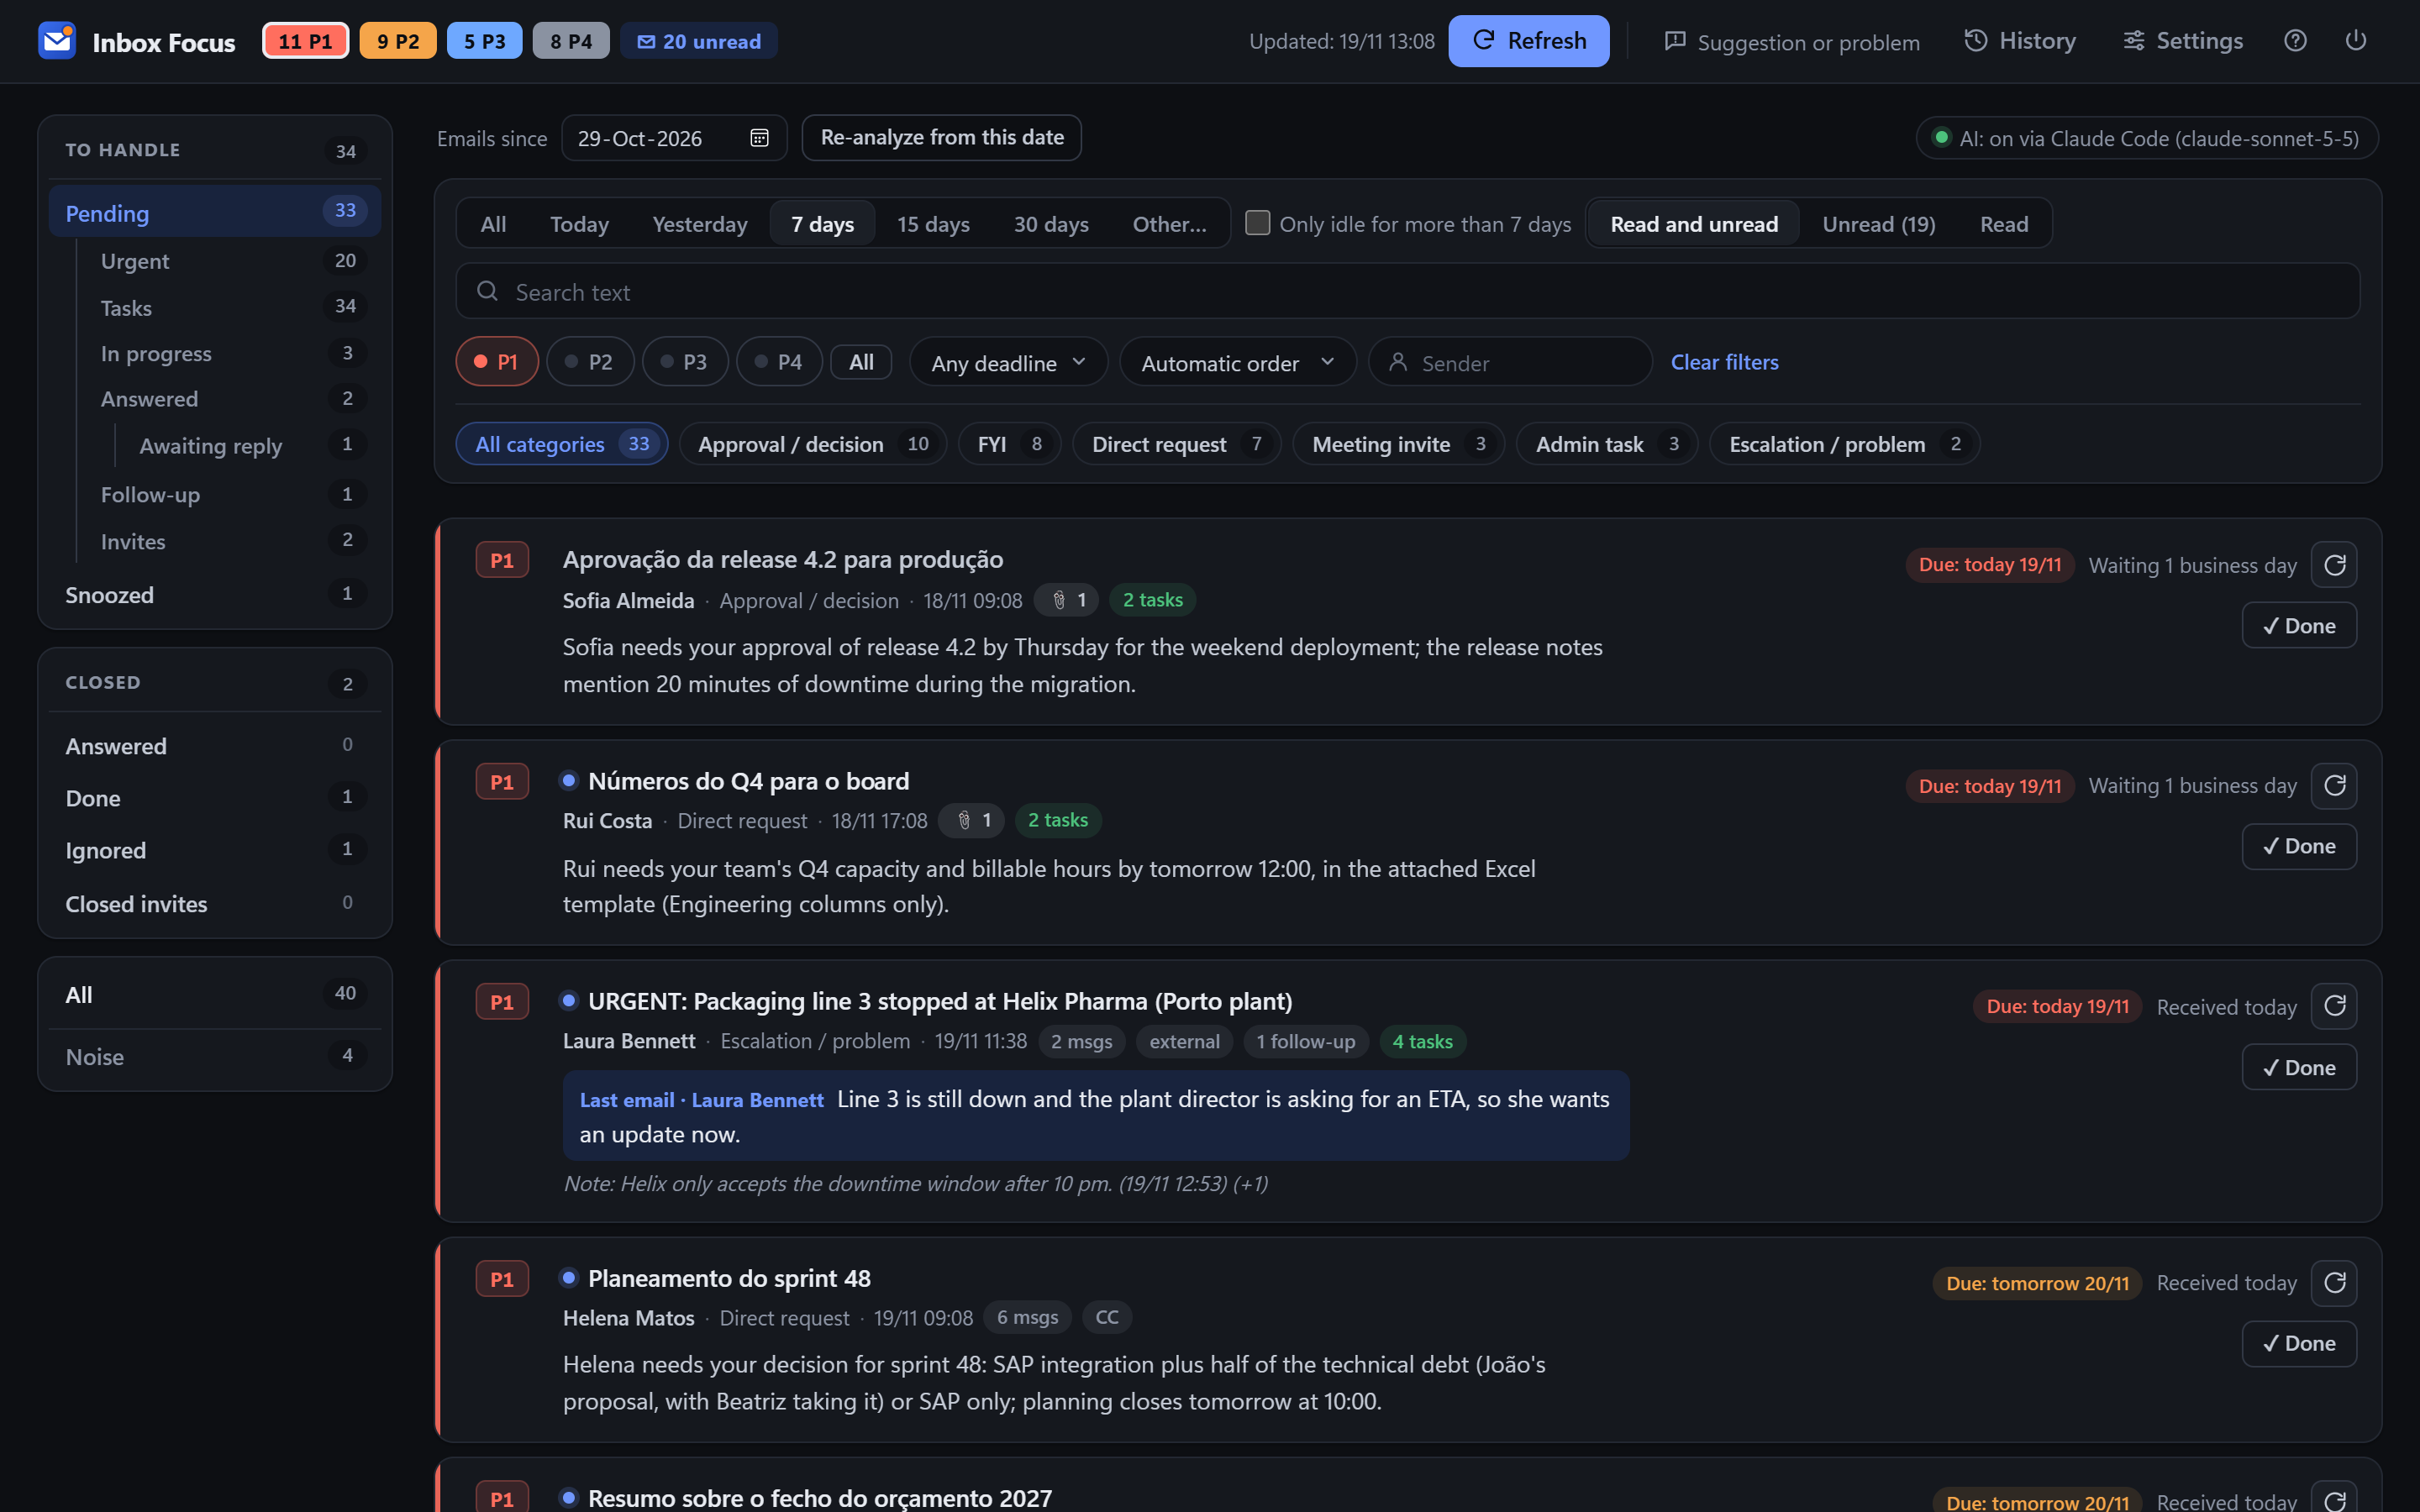 Inbox Focus
11 P1
9 P2
5 P3
8 P4
20 unread
Updated: 19/11 13:08
Refresh
Suggestion or problem
History
Settings
TO HANDLE 34
Pending 33
Urgent 20
Tasks 34
In progress 3
Answered 2
Awaiting reply 1
Follow-up 1
Invites 2
Snoozed 1
CLOSED 2
Answered 0
Done 1
Ignored 1
Closed invites 0
All 40
Noise 4
Emails since 29-Oct-2026 Re-analyze from this date
AI: on via Claude Code (claude-sonnet-5-5)
All Today Yesterday 7 days 15 days 30 days Other... Only idle for more than 7 days Read and unread Unread (19) Read
Search text
P1 P2 P3 P4 All Any deadline Automatic order Sender Clear filters
All categories 33 Approval / decision 10 FYI 8 Direct request 7 Meeting invite 3 Admin task 3 Escalation / problem 2
P1 Aprovação da release 4.2 para produção
Due: today 19/11 Waiting 1 business day
Sofia Almeida · Approval / decision · 18/11 09:08 1 2 tasks
✓ Done
Sofia needs your approval of release 4.2 by Thursday for the weekend deployment; the release notes
mention 20 minutes of downtime during the migration.
P1 Números do Q4 para o board
Due: today 19/11 Waiting 1 business day
Rui Costa · Direct request · 18/11 17:08 1 2 tasks
✓ Done
Rui needs your team's Q4 capacity and billable hours by tomorrow 12:00, in the attached Excel
template (Engineering columns only).
P1 URGENT: Packaging line 3 stopped at Helix Pharma (Porto plant)
Due: today 19/11 Received today
Laura Bennett · Escalation / problem · 19/11 11:38 2 msgs external 1 follow-up 4 tasks
✓ Done
Last email · Laura Bennett Line 3 is still down and the plant director is asking for an ETA, so she wants
an update now.
Note: Helix only accepts the downtime window after 10 pm. (19/11 12:53) (+1)
P1 Planeamento do sprint 48
Due: tomorrow 20/11 Received today
Helena Matos · Direct request · 19/11 09:08 6 msgs CC
✓ Done
Helena needs your decision for sprint 48: SAP integration plus half of the technical debt (João's
proposal, with Beatriz taking it) or SAP only; planning closes tomorrow at 10:00.
P1 Resumo sobre o fecho do orçamento 2027
Due: tomorrow 20/11 Received today